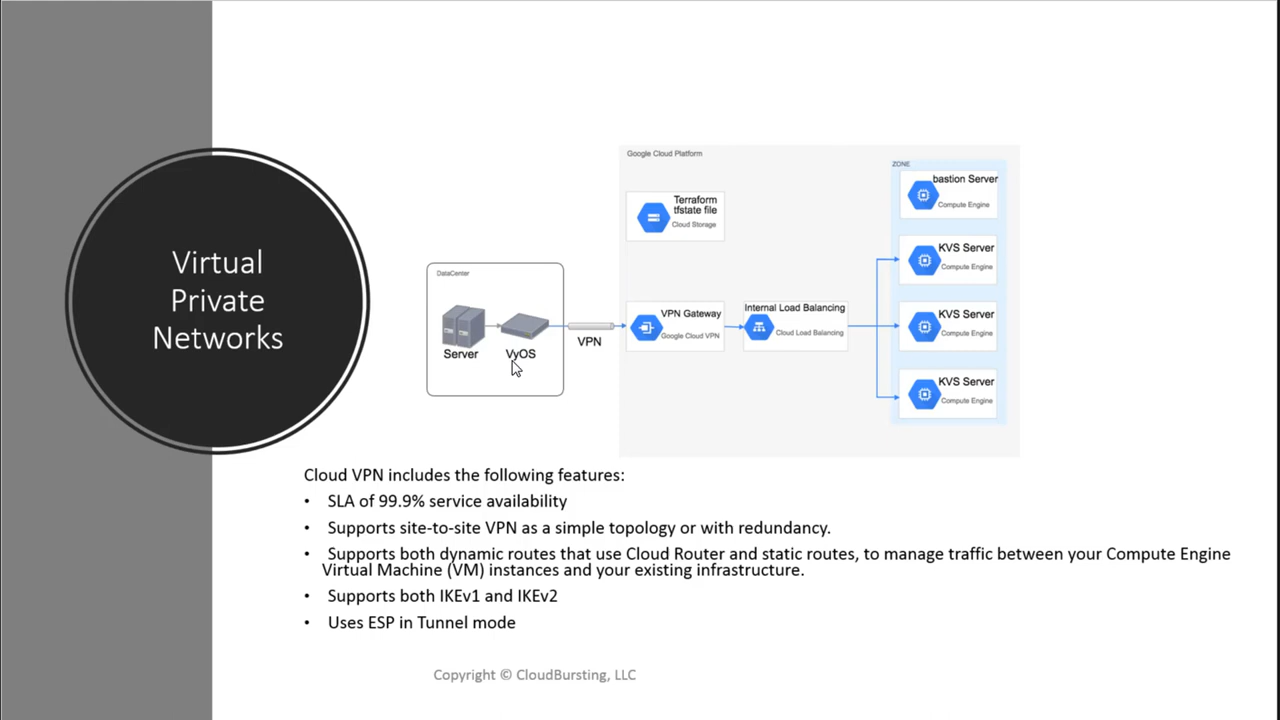 Virtual
Private
Networks
Google Cloud Platform
ZONE
bastion Server
Compute Engine
Terraform
tfstate file
Cloud Storage
KVS Server
Compute Engine
DataCenter
Server
VyOS
VPN
VPN Gateway
Google Cloud VPN
Internal Load Balancing
Cloud Load Balancing
KVS Server
Compute Engine
KVS Server
Compute Engine
Cloud VPN includes the following features:
• SLA of 99.9% service availability
• Supports site-to-site VPN as a simple topology or with redundancy.
• Supports both dynamic routes that use Cloud Router and static routes, to manage traffic between your Compute Engine
Virtual Machine (VM) instances and your existing infrastructure.
• Supports both IKEv1 and IKEv2
• Uses ESP in Tunnel mode
Copyright © CloudBursting, LLC